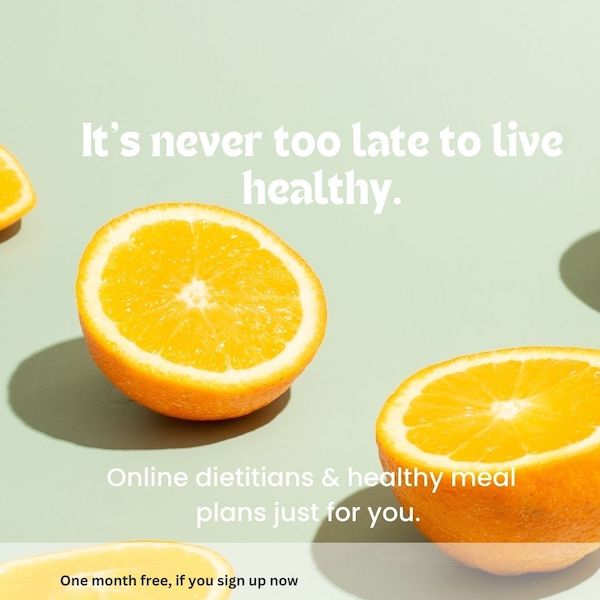 It's never too late to live
healthy.
Online dietitians & healthy meal
plans just for you.
One month free, if you sign up now